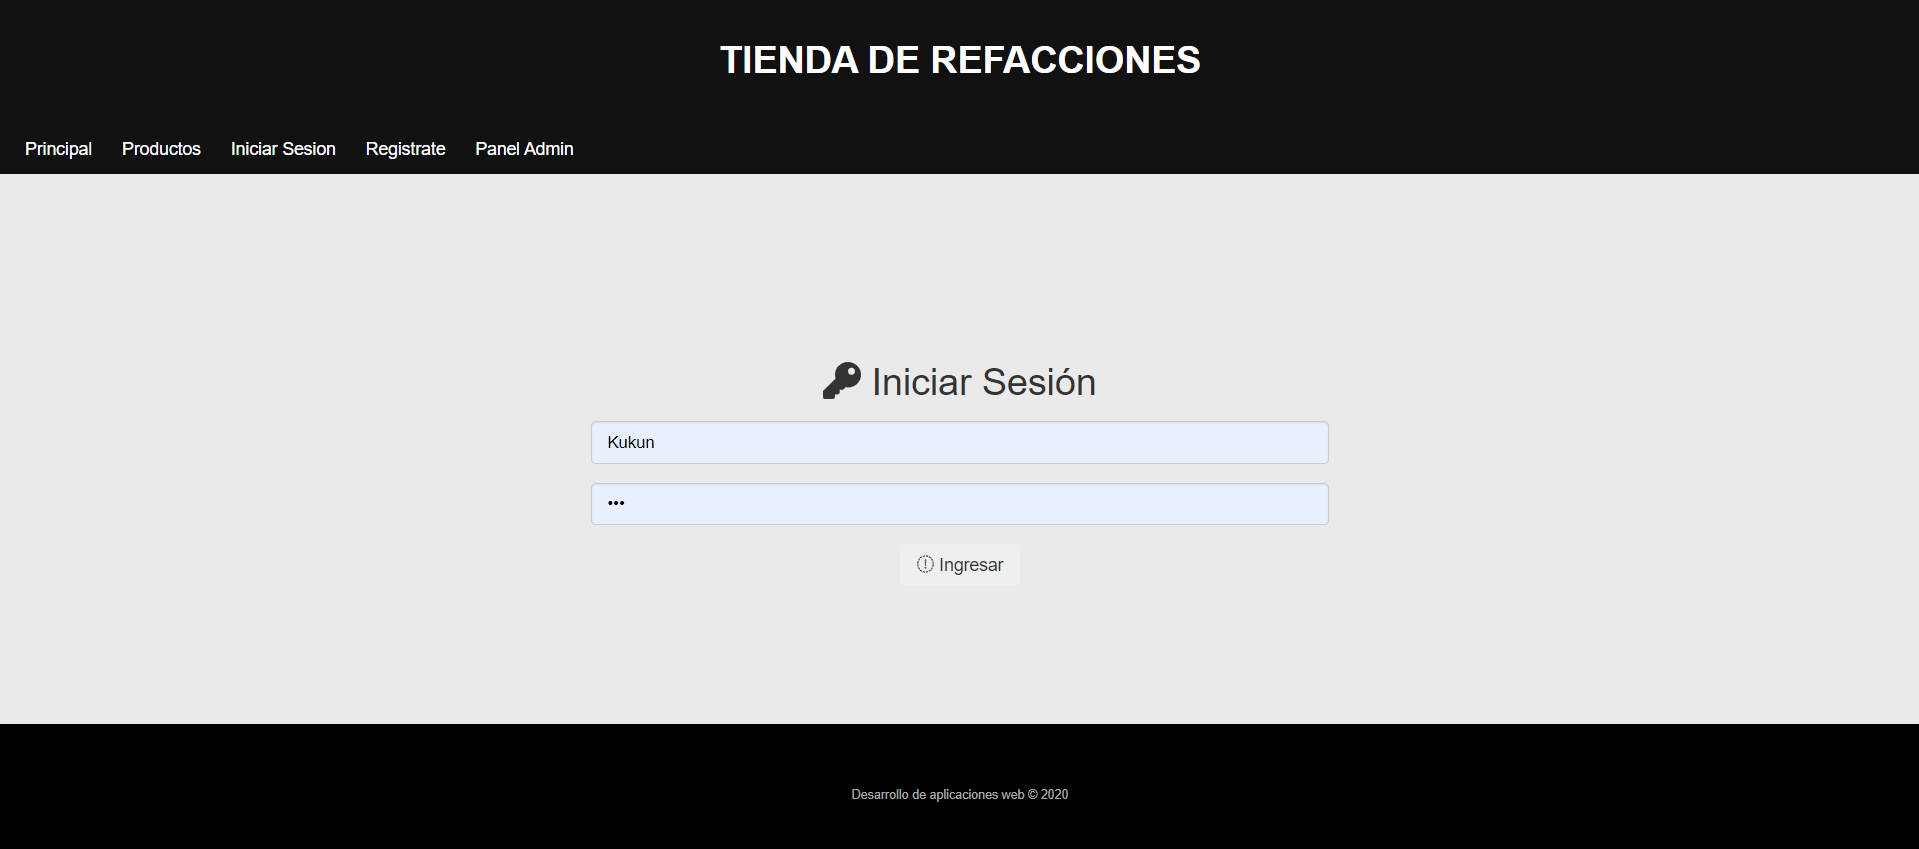 TIENDA DE REFACCIONES
Principal Productos Iniciar Sesion Registrate Panel Admin
Iniciar Sesión
Kukun
•••
Ingresar
Desarrollo de aplicaciones web © 2020